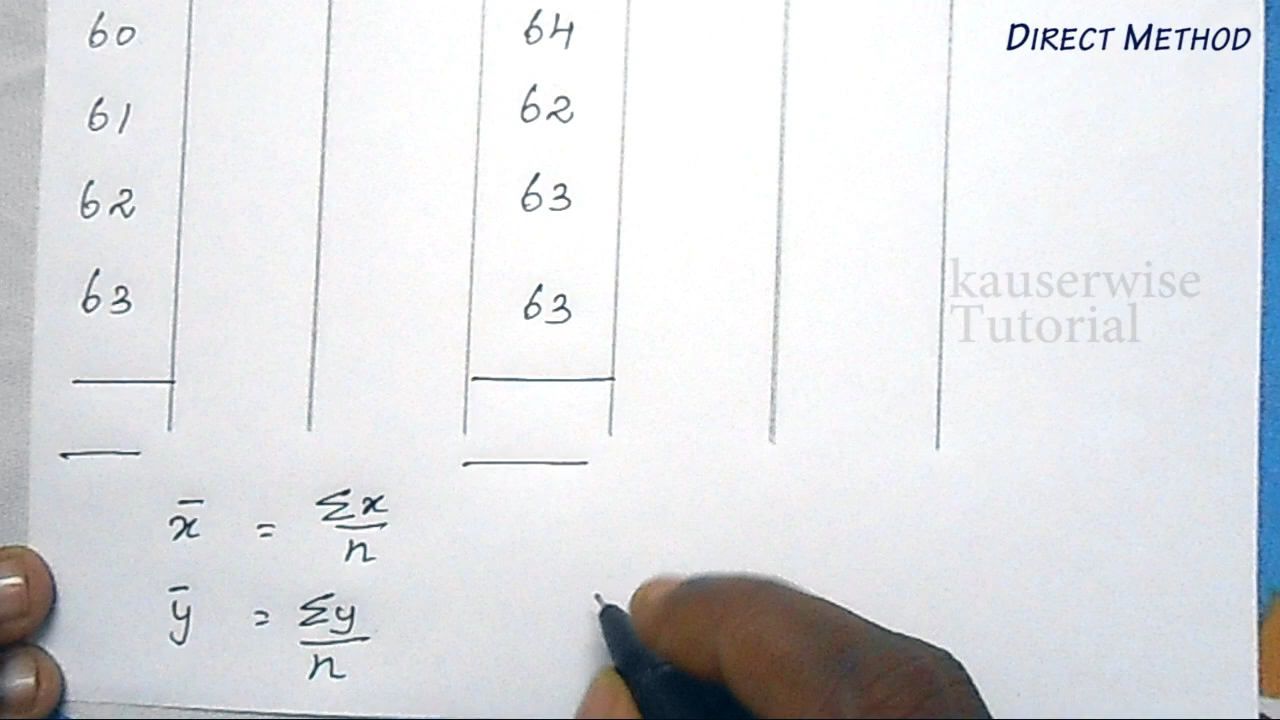 DIRECT METHOD
60 64
61 62
62 63
63 63
kauserwise
Tutorial
x̄ = Σx/n
ȳ = Σy/n